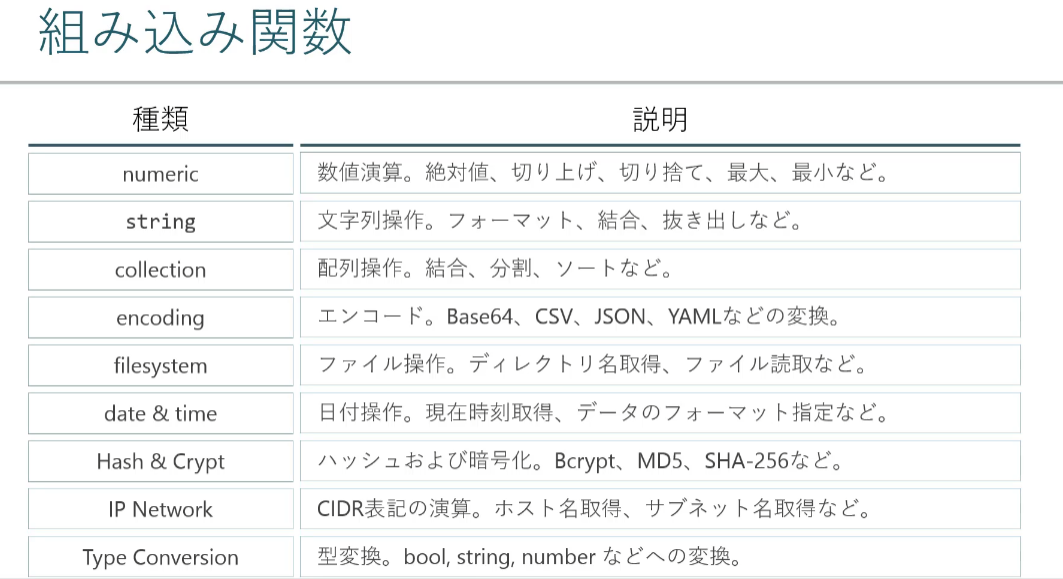 組み込み関数
種類 説明
numeric 数値演算。絶対値、切り上げ、切り捨て、最大、最小など。
string 文字列操作。フォーマット、結合、抜き出しなど。
collection 配列操作。結合、分割、ソートなど。
encoding エンコード。Base64、CSV、JSON、YAMLなどの変換。
filesystem ファイル操作。ディレクトリ名取得、ファイル読取など。
date & time 日付操作。現在時刻取得、データのフォーマット指定など。
Hash & Crypt ハッシュおよび暗号化。Bcrypt、MD5、SHA-256など。
IP Network CIDR表記の演算。ホスト名取得、サブネット名取得など。
Type Conversion 型変換。bool, string, number などへの変換。